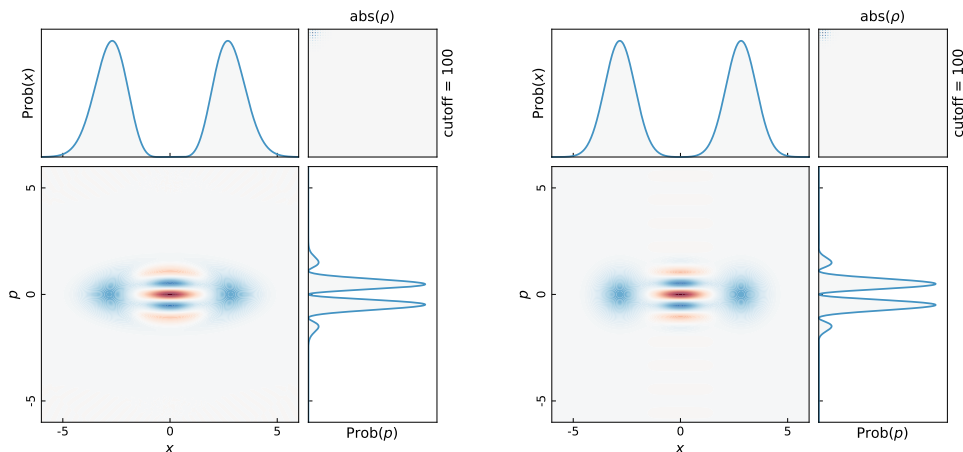 abs(ρ)
Prob(x)
cutoff = 100
5
0
-5
p
-5
0
5
x
Prob(p)
abs(ρ)
Prob(x)
cutoff = 100
5
0
-5
p
-5
0
5
x
Prob(p)